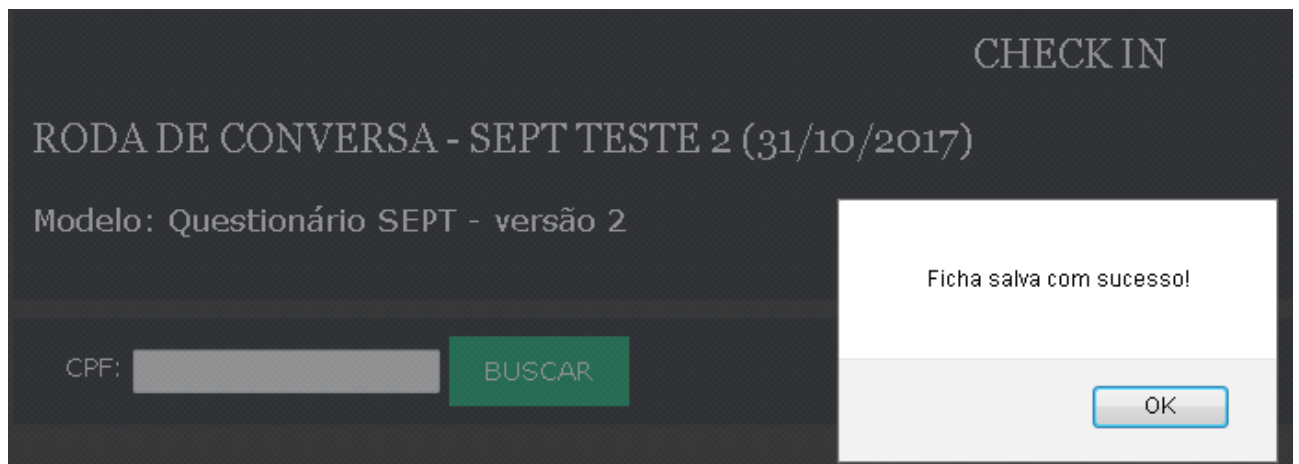 CHECK IN
RODA DE CONVERSA - SEPT TESTE 2 (31/10/2017)
Modelo: Questionário SEPT - versão 2
Ficha salva com sucesso!
CPF:
BUSCAR
OK